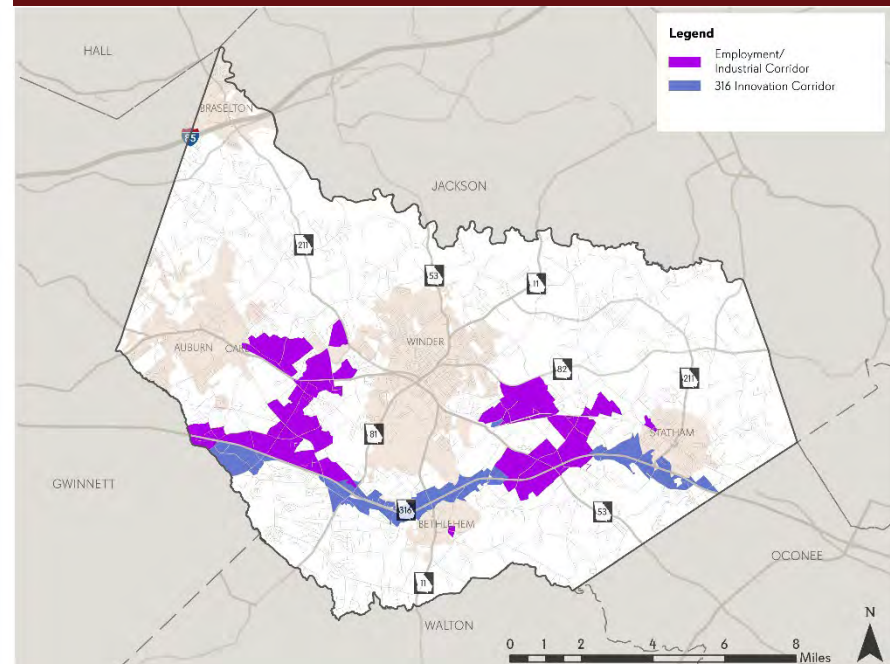 Legend
Employment/
Industrial Corridor
316 Innovation Corridor
HALL
BRASELTON
85
JACKSON
211
53
11
AUBURN
CAR
WINDER
82
211
81
STATHAM
GWINNETT
316
BETHLEHEM
53
OCONEE
11
WALTON
N
0 1 2 4 6 8
Miles